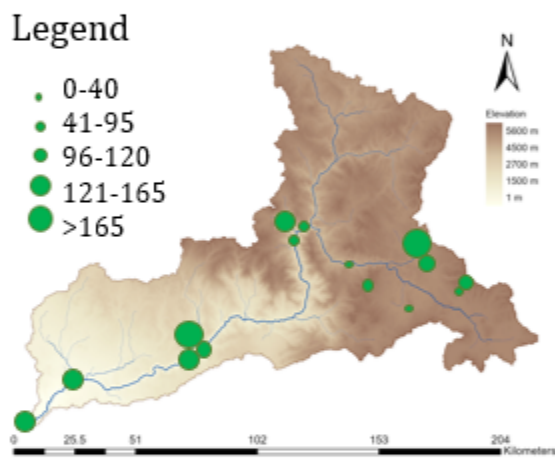 Legend
0-40
41-95
96-120
121-165
>165
N
Elevation
5600 m
4500 m
2700 m
1500 m
1 m
0 25.5 51 102 153 204
Kilometers